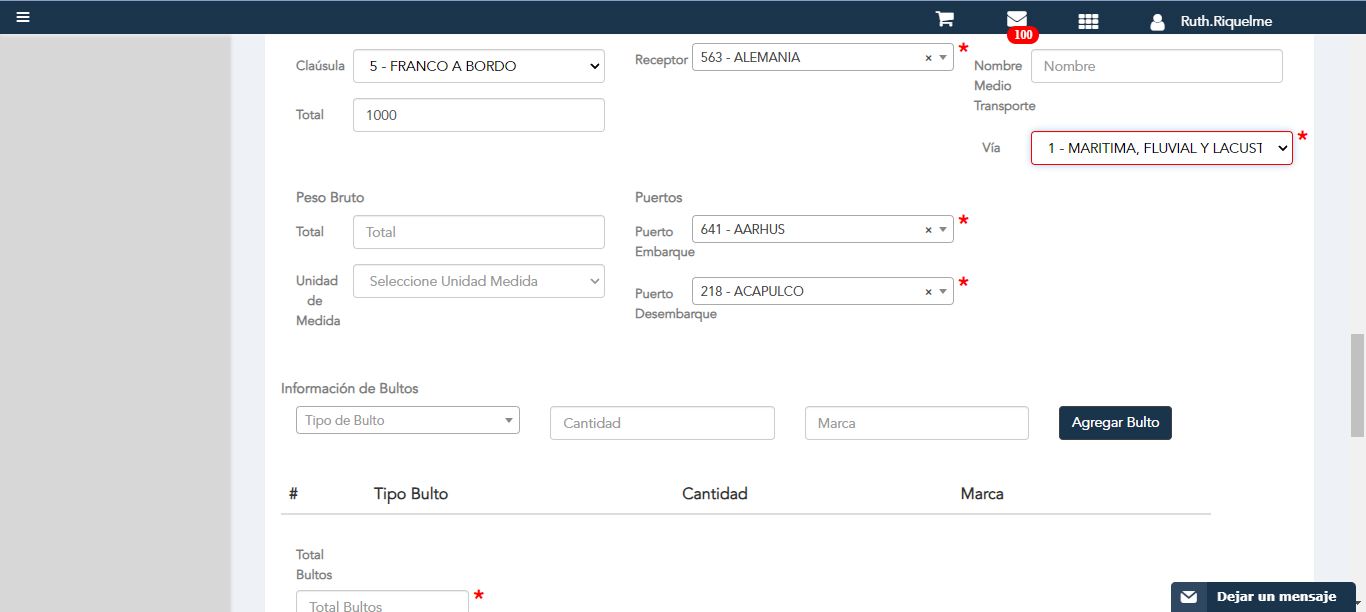 Ruth.Riquelme
100
Claúsula
5 - FRANCO A BORDO
Receptor
563 - ALEMANIA
×
*
Nombre
Medio
Transporte
Nombre
Total
1000
Vía
1 - MARITIMA, FLUVIAL Y LACUST
*
Peso Bruto
Puertos
Total
Total
Puerto
Embarque
641 - AARHUS
×
*
Unidad
de
Medida
Seleccione Unidad Medida
Puerto
Desembarque
218 - ACAPULCO
×
*
Información de Bultos
Tipo de Bulto
Cantidad
Marca
Agregar Bulto
# Tipo Bulto Cantidad Marca
Total
Bultos
Total Bultos
*
Dejar un mensaje